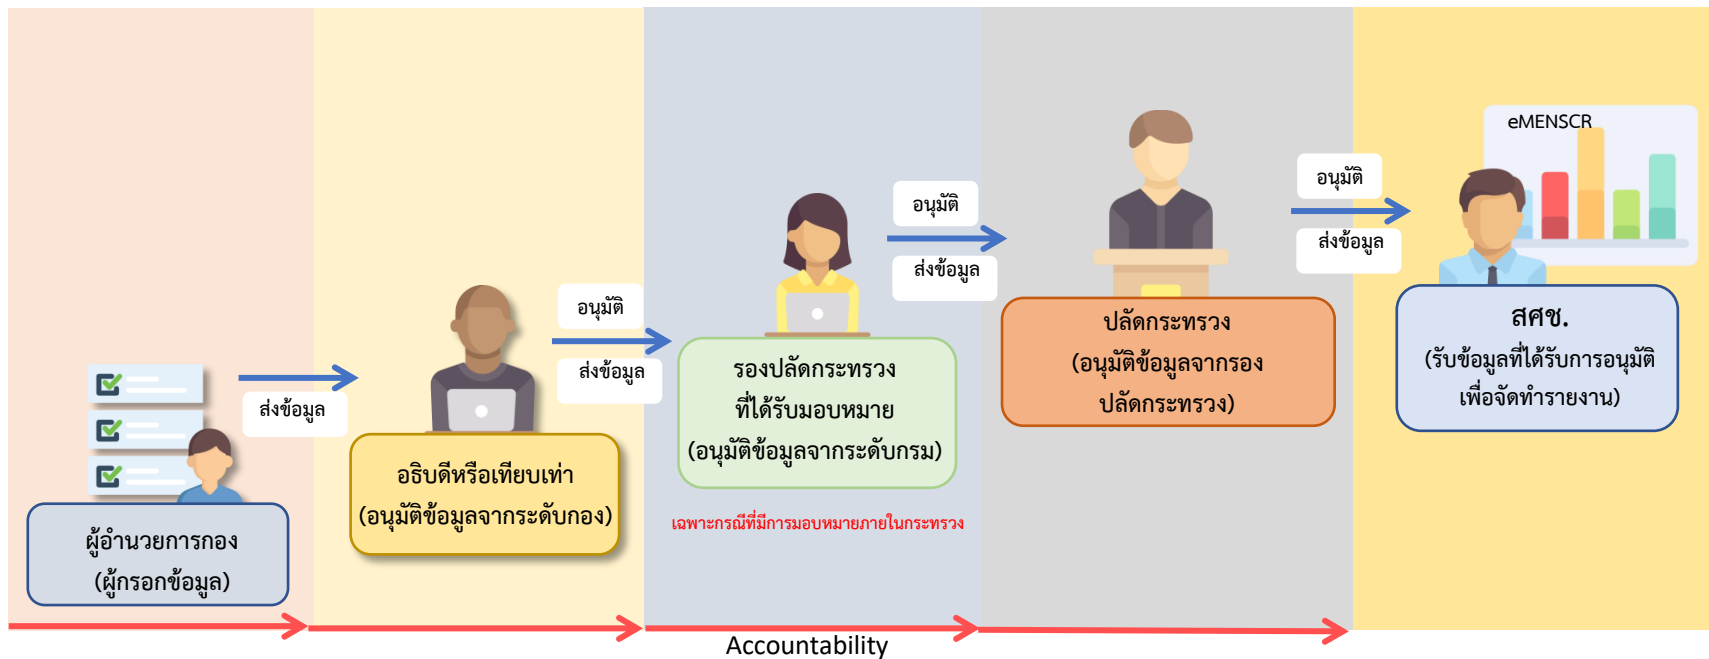 ส่งข้อมูล
ผู้อำนวยการกอง
(ผู้กรอกข้อมูล)
อธิบดีหรือเทียบเท่า
(อนุมัติข้อมูลจากระดับกอง)
อนุมัติ
ส่งข้อมูล
รองปลัดกระทรวง
ที่ได้รับมอบหมาย
(อนุมัติข้อมูลจากระดับกรม)
เฉพาะกรณีที่มีการมอบหมายภายในกระทรวง
อนุมัติ
ส่งข้อมูล
ปลัดกระทรวง
(อนุมัติข้อมูลจากรอง
ปลัดกระทรวง)
อนุมัติ
ส่งข้อมูล
eMENSCR
สศช.
(รับข้อมูลที่ได้รับการอนุมัติ
เพื่อจัดทำรายงาน)
Accountability